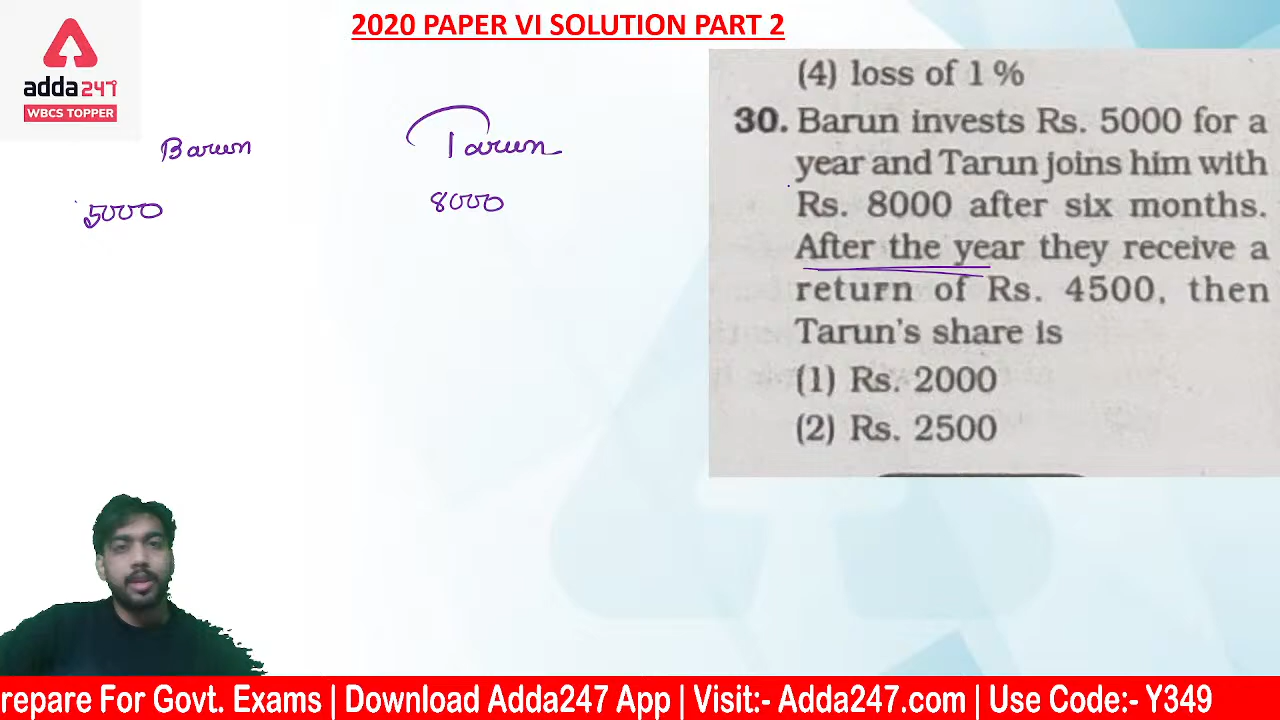 2020 PAPER VI SOLUTION PART 2
adda247
WBCS TOPPER
Barun
Tarun
5000
8000
(4) loss of 1 %
30. Barun invests Rs. 5000 for a
year and Tarun joins him with
Rs. 8000 after six months.
After the year they receive a
return of Rs. 4500, then
Tarun's share is
(1) Rs. 2000
(2) Rs. 2500
repare For Govt. Exams | Download Adda247 App | Visit:- Adda247.com | Use Code:- Y349